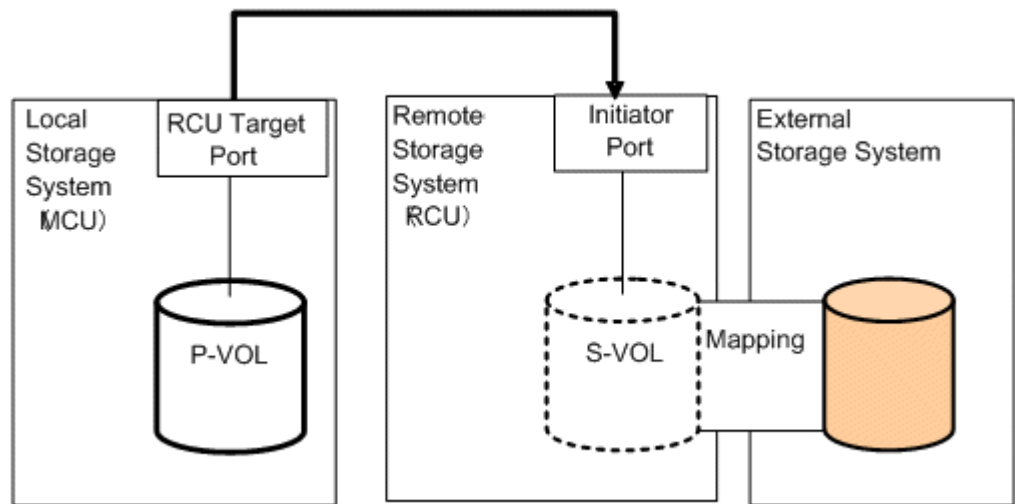 Local
Storage
System
(MCU)
RCU Target
Port
P-VOL
Remote
Storage
System
(RCU)
Initiator
Port
S-VOL
Mapping
External
Storage System